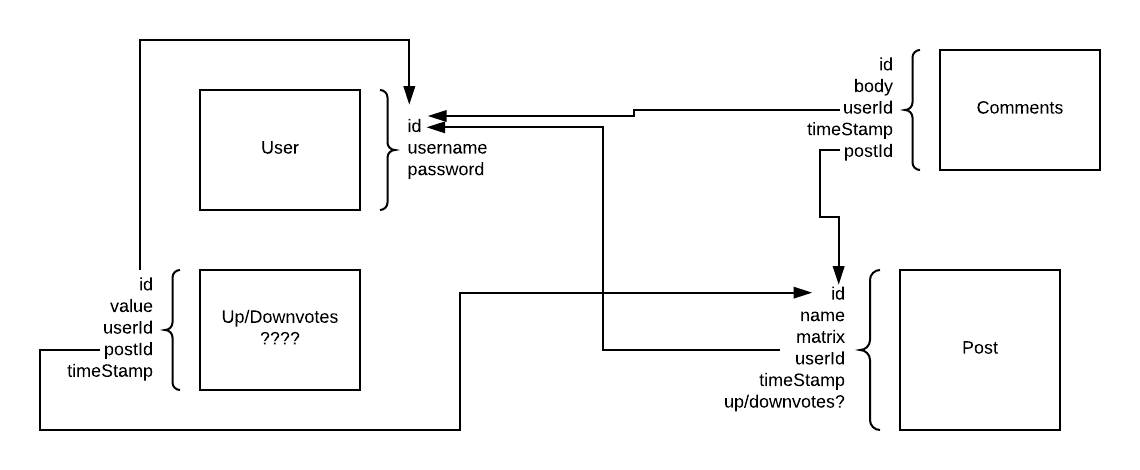 User
id
username
password
id
body
userId
timeStamp
postId
Comments
id
value
userId
postId
timeStamp
Up/Downvotes
????
id
name
matrix
userId
timeStamp
up/downvotes?
Post